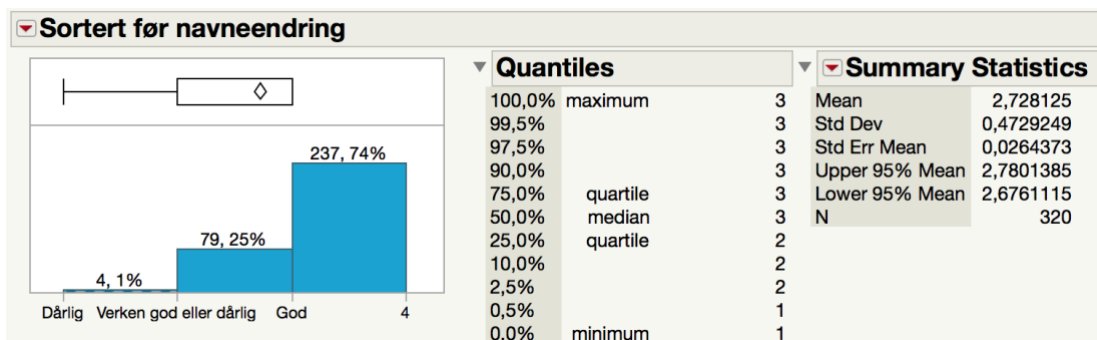 Sortert før navneendring
237, 74%
79, 25%
4, 1%
Dårlig Verken god eller dårlig God 4
Quantiles
100,0% maximum 3
99,5% 3
97,5% 3
90,0% 3
75,0% quartile 3
50,0% median 3
25,0% quartile 2
10,0% 2
2,5% 2
0,5% 1
0,0% minimum 1
Summary Statistics
Mean 2,728125
Std Dev 0,4729249
Std Err Mean 0,0264373
Upper 95% Mean 2,7801385
Lower 95% Mean 2,6761115
N 320